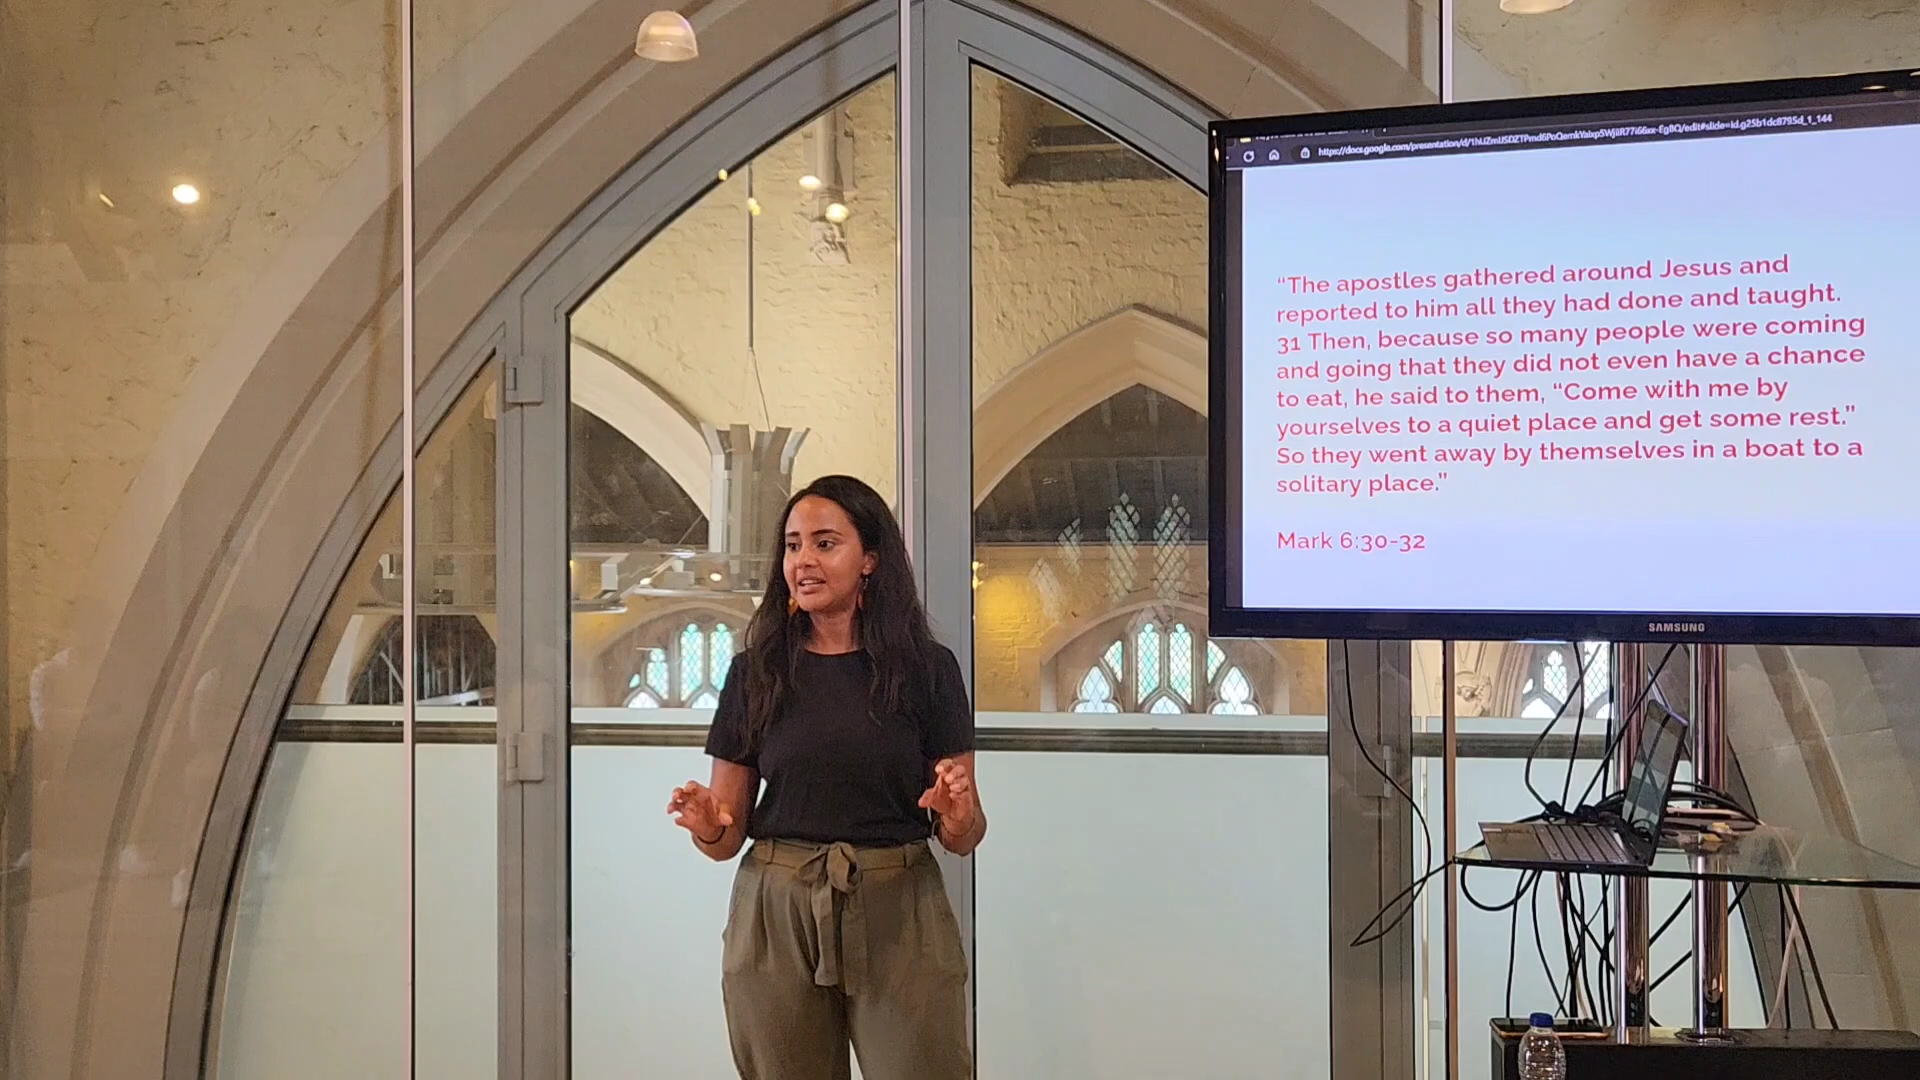 “The apostles gathered around Jesus and
reported to him all they had done and taught.
31 Then, because so many people were coming
and going that they did not even have a chance
to eat, he said to them, “Come with me by
yourselves to a quiet place and get some rest.”
So they went away by themselves in a boat to a
solitary place.”
Mark 6:30-32
SAMSUNG